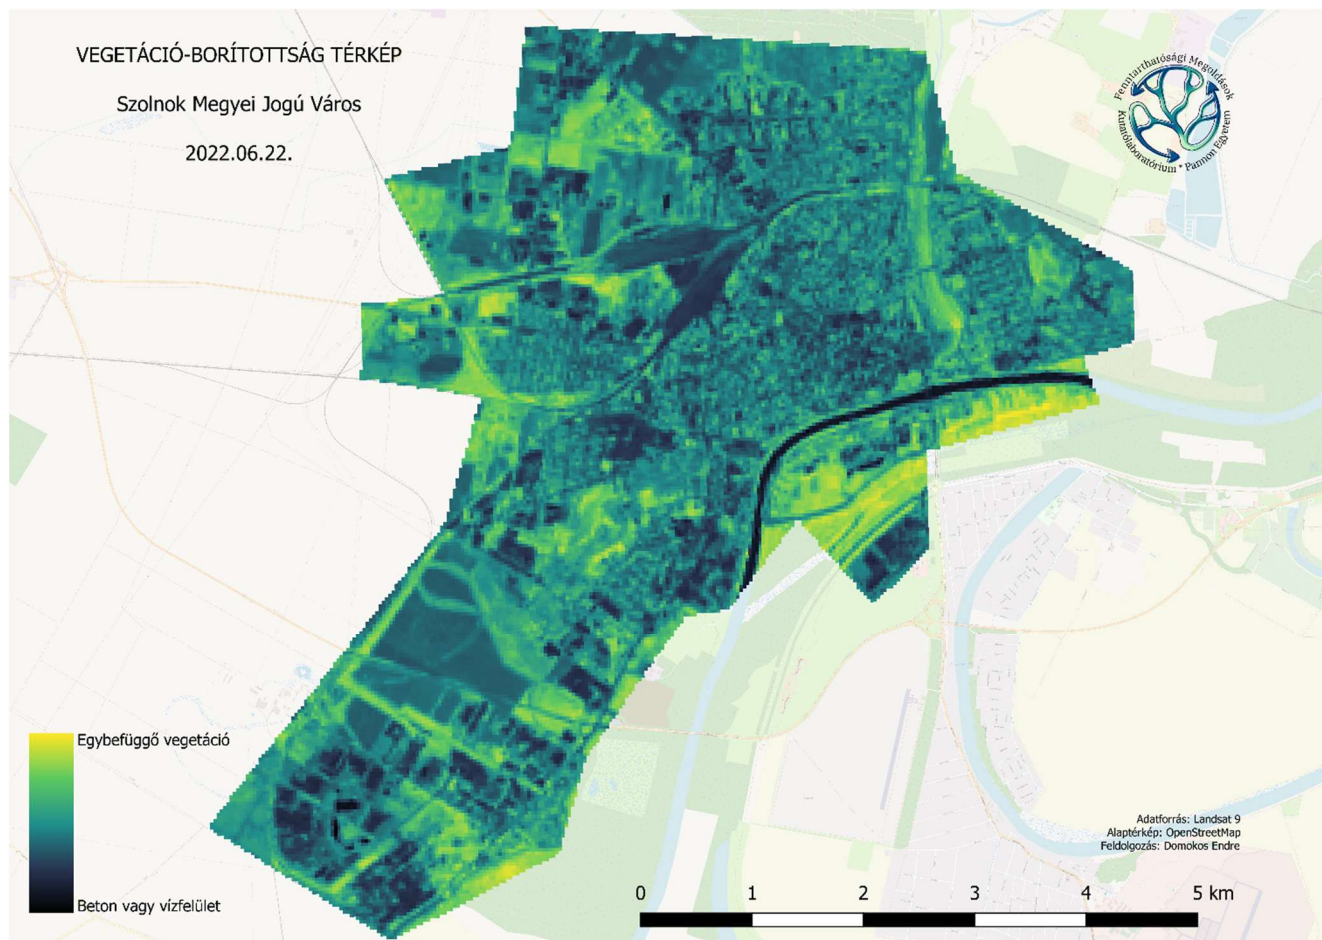 VEGETÁCIÓ-BORÍTOTTSÁG TÉRKÉP
Szolnok Megyei Jogú Város
2022.06.22.
Fenntarthatósági Megoldások
Kutatólaboratórium * Pannon Egyetem
Egybefüggő vegetáció
Beton vagy vízfelület
Adatforrás: Landsat 9
Alaptérkép: OpenStreetMap
Feldolgozás: Domokos Endre
0 1 2 3 4 5 km